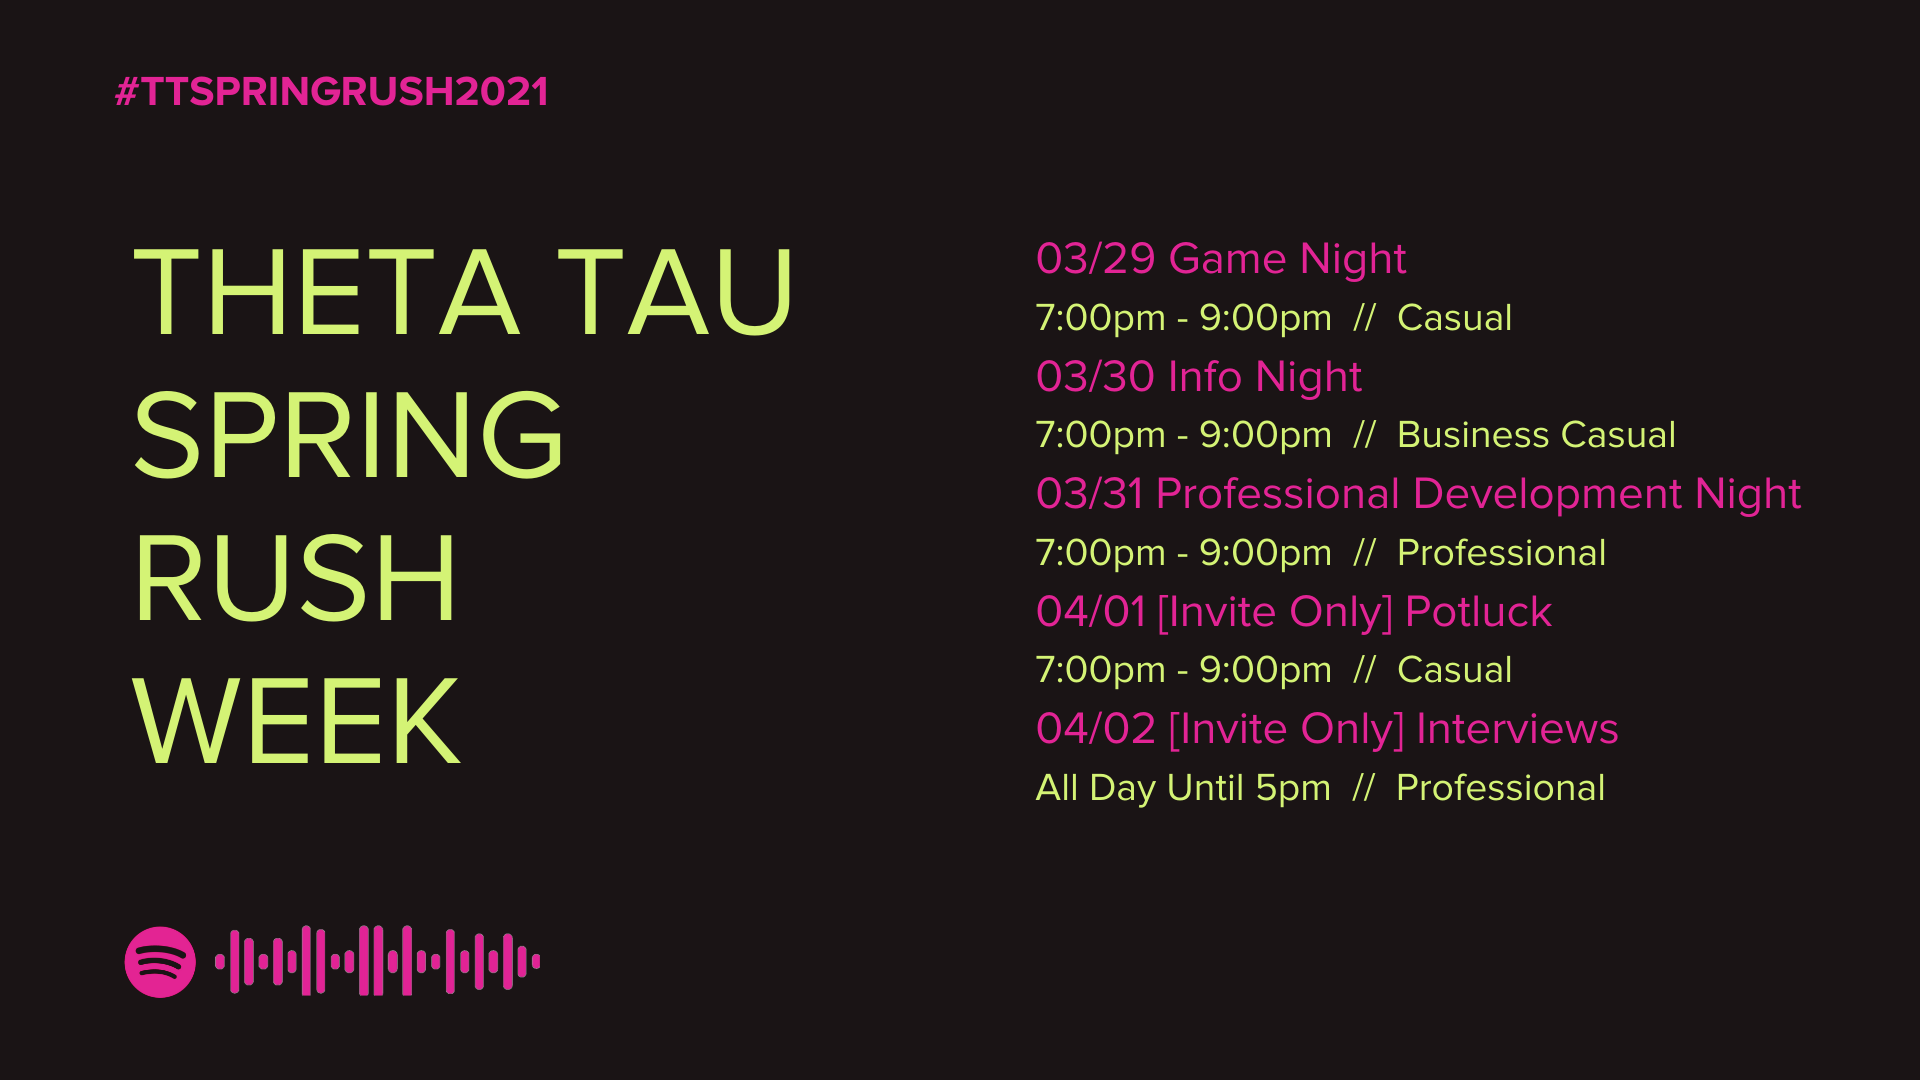 #TTSPRINGRUSH2021
THETA TAU
SPRING
RUSH
WEEK
03/29 Game Night
7:00pm - 9:00pm // Casual
03/30 Info Night
7:00pm - 9:00pm // Business Casual
03/31 Professional Development Night
7:00pm - 9:00pm // Professional
04/01 [Invite Only] Potluck
7:00pm - 9:00pm // Casual
04/02 [Invite Only] Interviews
All Day Until 5pm // Professional